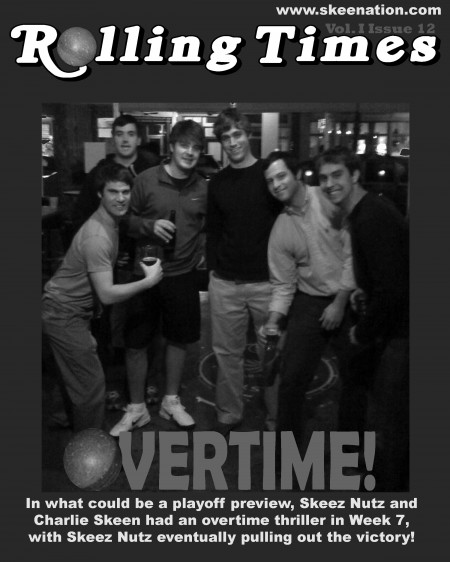 www.skeenation.com
Vol. I Issue 12
Rolling Times
OVERTIME!
In what could be a playoff preview, Skeez Nutz and
Charlie Skeen had an overtime thriller in Week 7,
with Skeez Nutz eventually pulling out the victory!